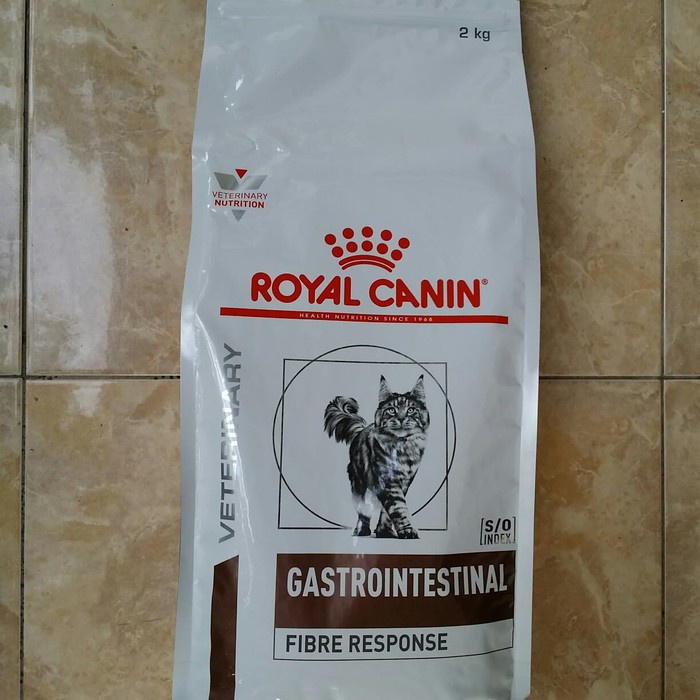 2 kg
VETERINARY
NUTRITION
ROYAL CANIN®
HEALTH NUTRITION SINCE 1968
VETERINARY
S/O
INDEX
GASTROINTESTINAL
FIBRE RESPONSE